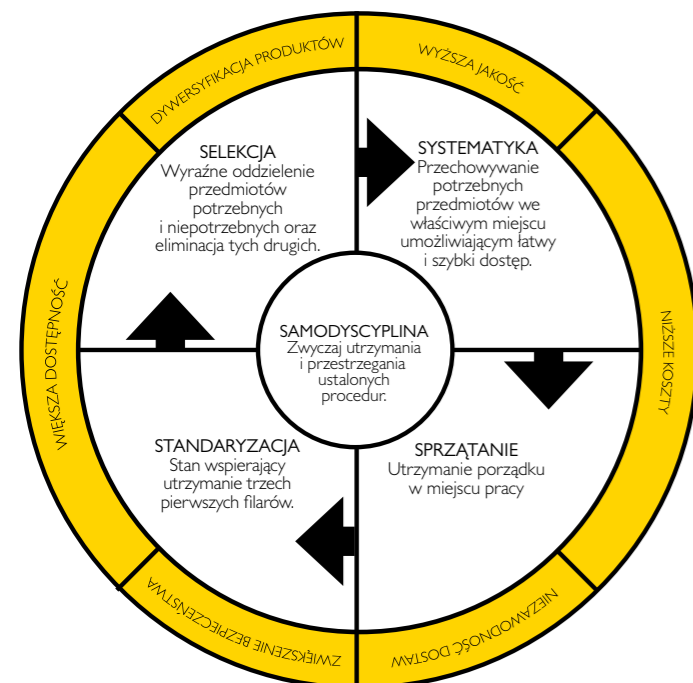 DYWERSYFIKACJA PRODUKTÓW
WYŻSZA JAKOŚĆ
SELEKCJA
Wyraźne oddzielenie
przedmiotów
potrzebnych
i niepotrzebnych oraz
eliminacja tych drugich.
SYSTEMATYKA
Przechowywanie
potrzebnych
przedmiotów we
właściwym miejscu
umożliwiającym łatwy
i szybki dostęp.
WIĘKSZA DOSTĘPNOŚĆ
SAMODYSCYPLINA
Zwyczaj utrzymania
i przestrzegania
ustalonych
procedur.
NIŻSZE KOSZTY
STANDARYZACJA
Stan wspierający
utrzymanie trzech
pierwszych filarów.
SPRZĄTANIE
Utrzymanie porządku
w miejscu pracy
ZWIĘKSZENIE BEZPIECZEŃSTWA
NIEZAWODNOŚĆ DOSTAW